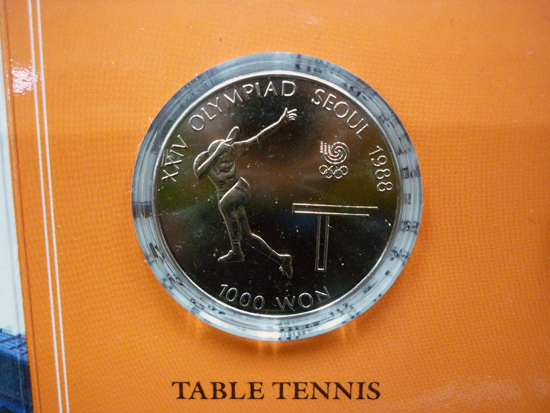 XXIV OLYMPIAD SEOUL 1988
1000 WON
TABLE TENNIS